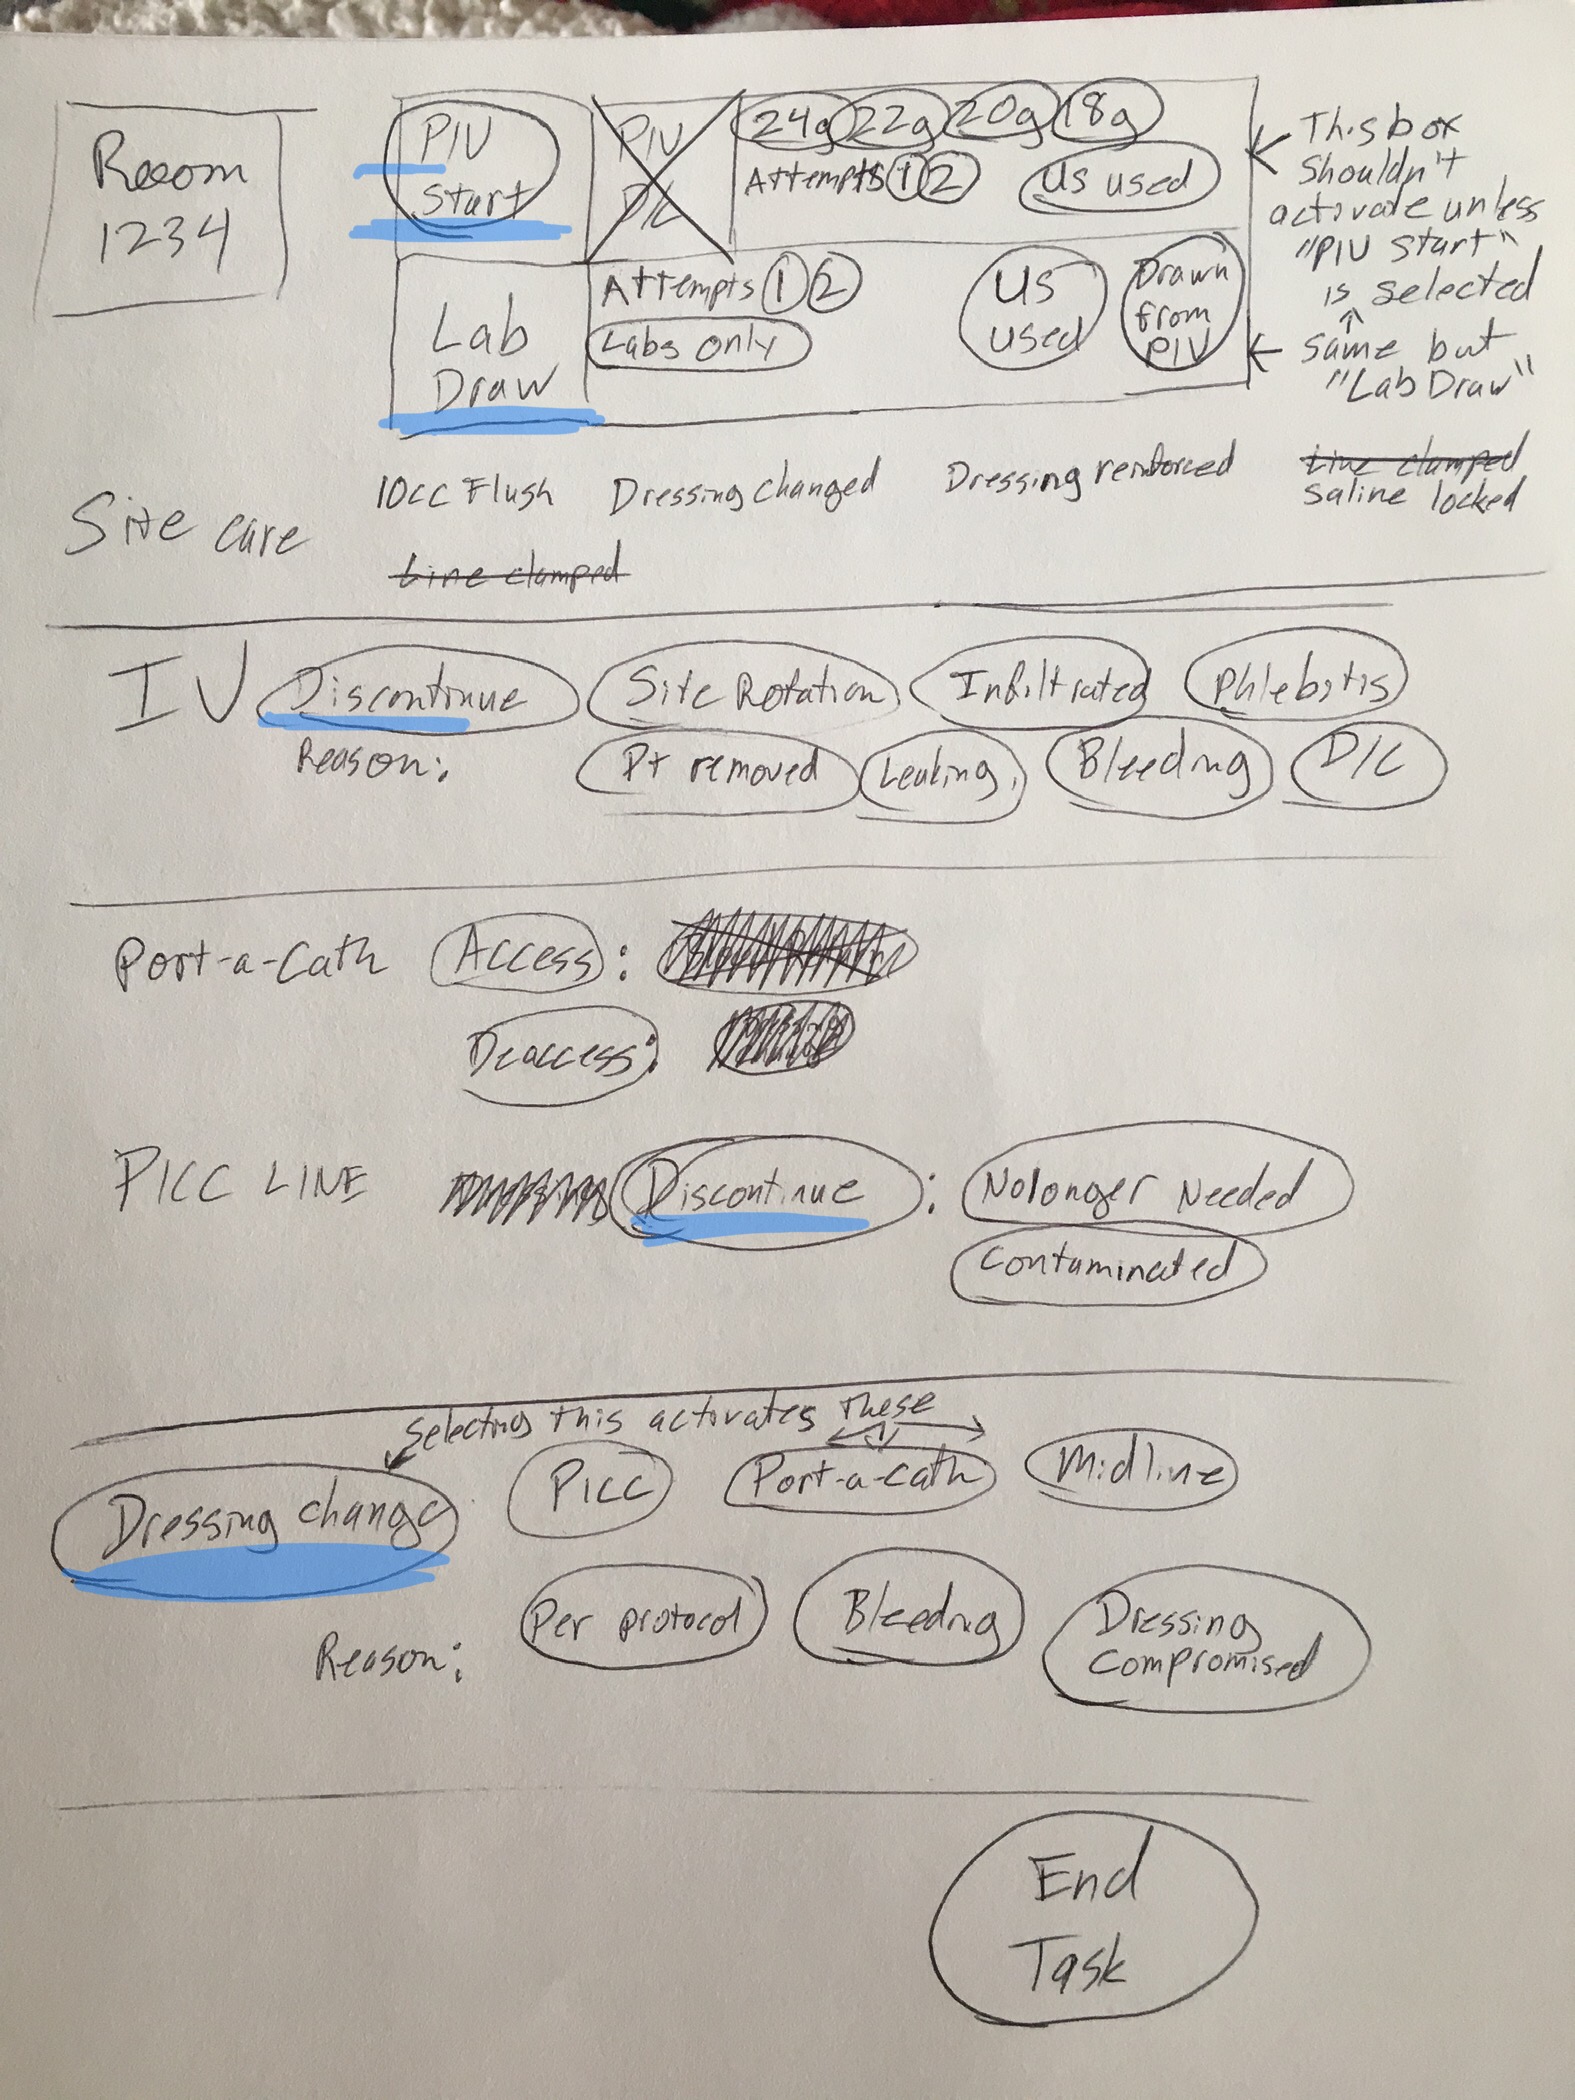 Reoom
1234
PIV
Start
PIV
D/C
24g 22g 20g 18g
Attempts 1 2 US used
Lab
Draw
Attempts 1 2
Labs only
US
used
Drawn
from
PIV
This box
Shouldn't
activate unless
"PIV Start"
is selected
same but
"Lab Draw"
Site care
10cc Flush Dressing changed Dressing reinforced
Line clamped
saline locked
Line clamped
IV Discontinue Site Rotation Infiltrated Phlebitis
Reason: Pt removed Leaking Bleeding D/C
Port-a-Cath Access:
Deaccess:
PICC LINE Discontinue: No longer Needed
Contaminated
Selecting this activates these
Dressing change PICC Port-a-cath Midline
Reason: Per protocol Bleeding Dressing
compromised
End
Task